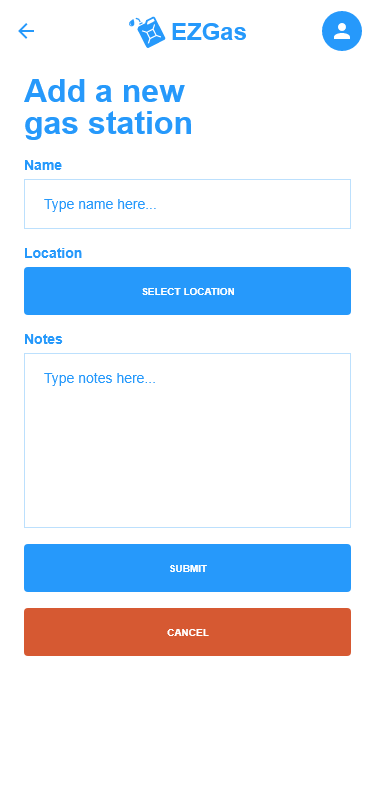 EZGas
Add a new
gas station
Name
Type name here...
Location
SELECT LOCATION
Notes
Type notes here...
SUBMIT
CANCEL